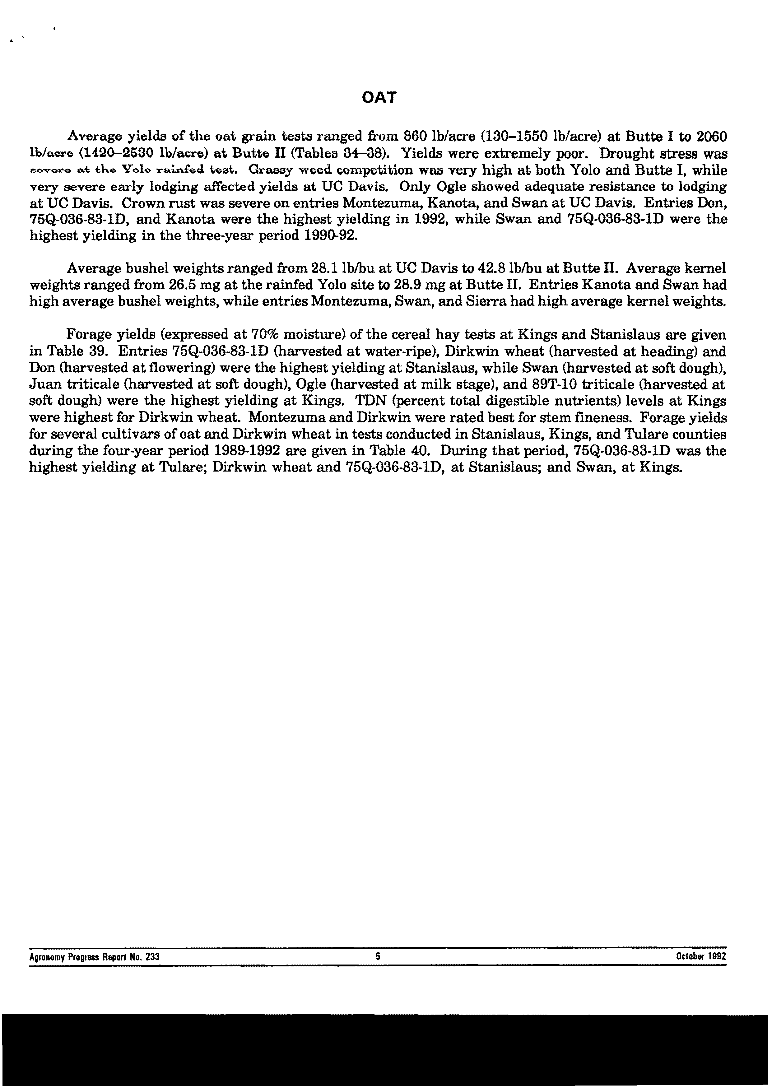 OAT
Average yields of the oat grain tests ranged from 860 lb/acre (130–1550 lb/acre) at Butte I to 2060
lb/acre (1420–2530 lb/acre) at Butte II (Tables 34–38). Yields were extremely poor. Drought stress was
severe at the Yolo rainfed test. Grassy weed competition was very high at both Yolo and Butte I, while
very severe early lodging affected yields at UC Davis. Only Ogle showed adequate resistance to lodging
at UC Davis. Crown rust was severe on entries Montezuma, Kanota, and Swan at UC Davis. Entries Don,
75Q-036-83-1D, and Kanota were the highest yielding in 1992, while Swan and 75Q-036-83-1D were the
highest yielding in the three-year period 1990-92.
Average bushel weights ranged from 28.1 lb/bu at UC Davis to 42.8 lb/bu at Butte II. Average kernel
weights ranged from 26.5 mg at the rainfed Yolo site to 28.9 mg at Butte II. Entries Kanota and Swan had
high average bushel weights, while entries Montezuma, Swan, and Sierra had high average kernel weights.
Forage yields (expressed at 70% moisture) of the cereal hay tests at Kings and Stanislaus are given
in Table 39. Entries 75Q-036-83-1D (harvested at water-ripe), Dirkwin wheat (harvested at heading) and
Don (harvested at flowering) were the highest yielding at Stanislaus, while Swan (harvested at soft dough),
Juan triticale (harvested at soft dough), Ogle (harvested at milk stage), and 89T-10 triticale (harvested at
soft dough) were the highest yielding at Kings. TDN (percent total digestible nutrients) levels at Kings
were highest for Dirkwin wheat. Montezuma and Dirkwin were rated best for stem fineness. Forage yields
for several cultivars of oat and Dirkwin wheat in tests conducted in Stanislaus, Kings, and Tulare counties
during the four-year period 1989-1992 are given in Table 40. During that period, 75Q-036-83-1D was the
highest yielding at Tulare; Dirkwin wheat and 75Q-036-83-1D, at Stanislaus; and Swan, at Kings.
Agronomy Progress Report No. 233
October 1992